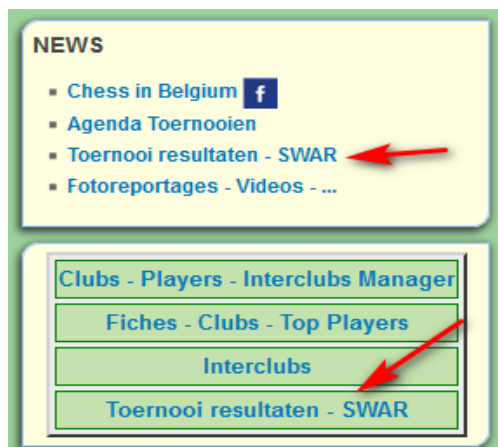 NEWS
Chess in Belgium f
Agenda Toernooien
Toernooi resultaten - SWAR
Fotoreportages - Videos - ...
Clubs - Players - Interclubs Manager
Fiches - Clubs - Top Players
Interclubs
Toernooi resultaten - SWAR